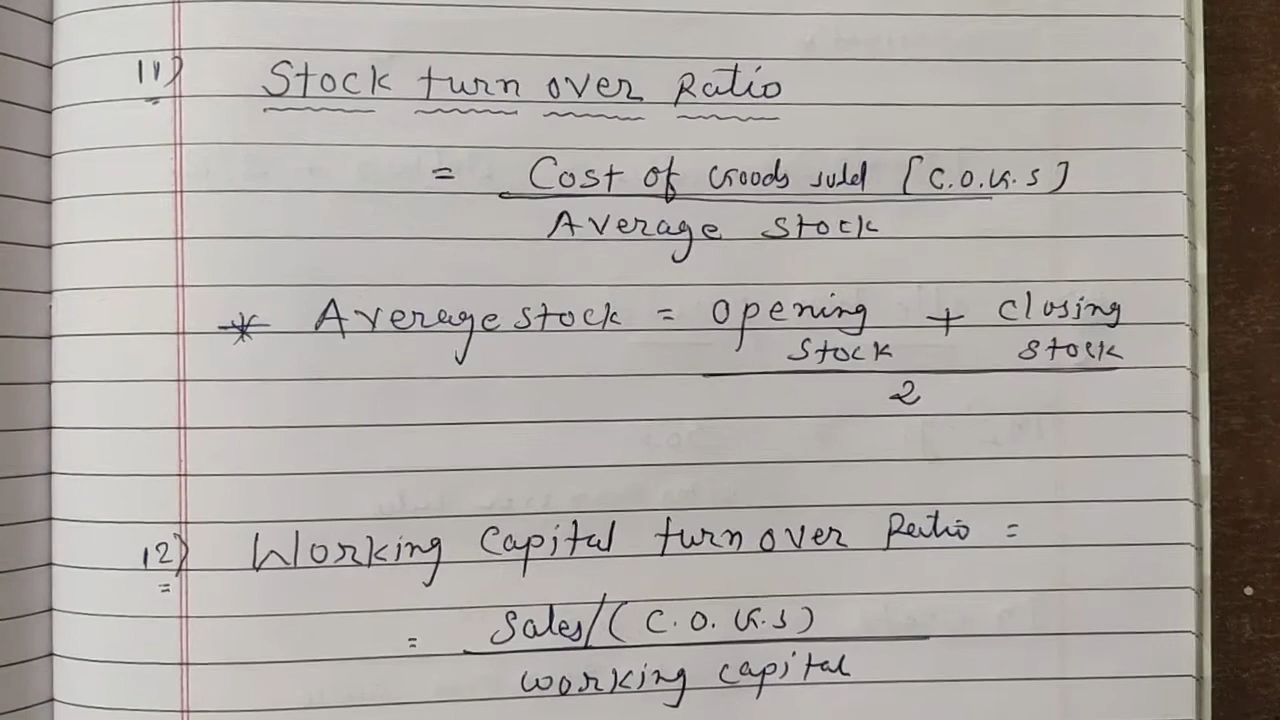 11) Stock turn over Ratio
= Cost of Goods sold [C.O.G.S]
Average stock
* Average stock = opening + closing
stock stock
2
12) Working capital turn over Ratio =
= Sales/(C.O.G.S)
working capital